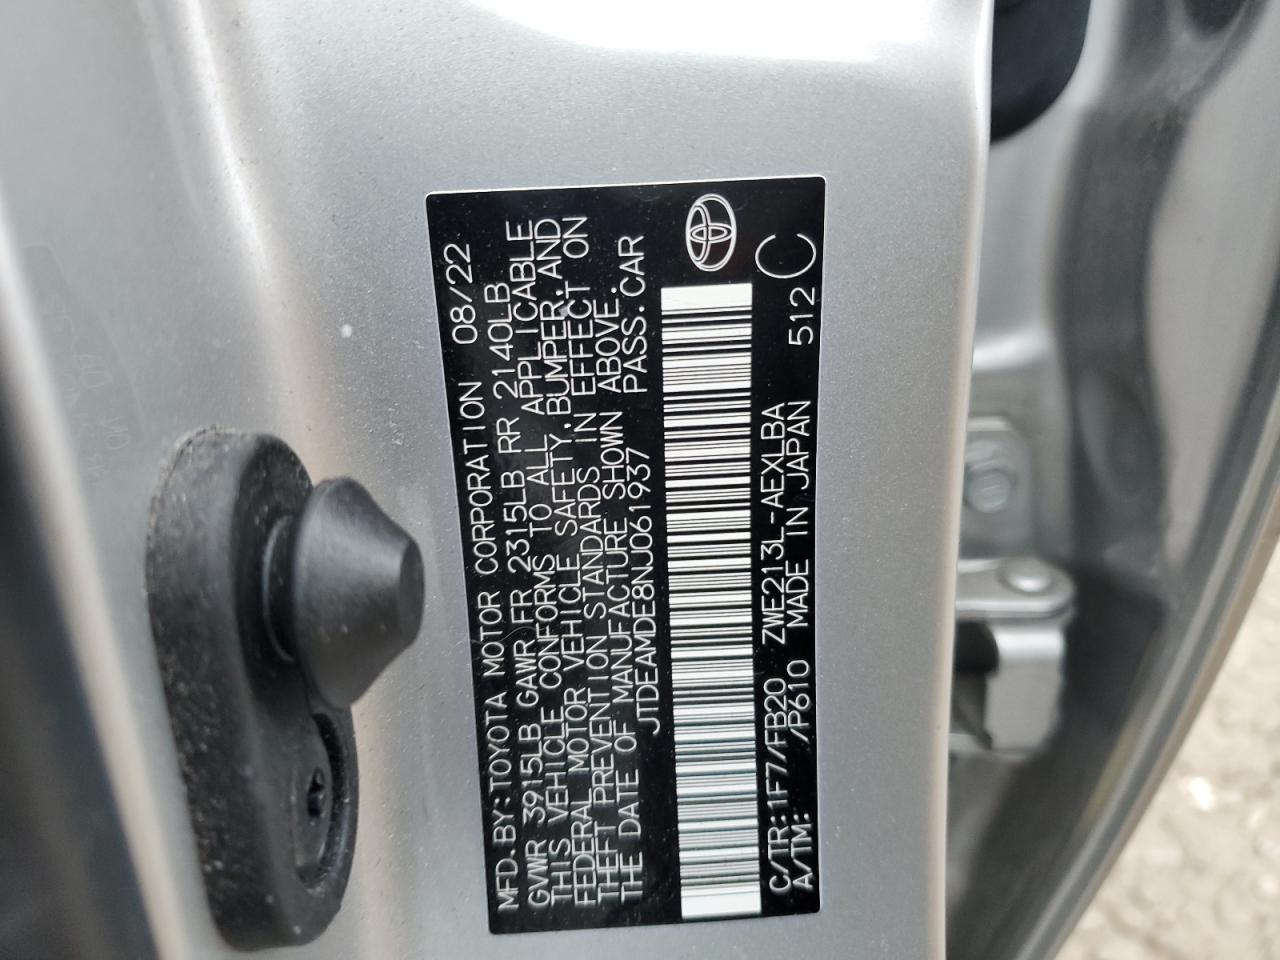 MFD.BY:TOYOTA MOTOR CORPORATION 08/22
GVWR 3915LB GAWR FR 2315LB RR 2140LB
THIS VEHICLE CONFORMS TO ALL APPLICABLE
FEDERAL MOTOR VEHICLE SAFETY,BUMPER,AND
THEFT PREVENTION STANDARDS IN EFFECT ON
THE DATE OF MANUFACTURE SHOWN ABOVE.
JTDEAMDE8NJ061937 PASS.CAR
C/TR:1F7/FB20 ZWE213L-AEXLBA
A/TM: /P610 MADE IN JAPAN 512 C